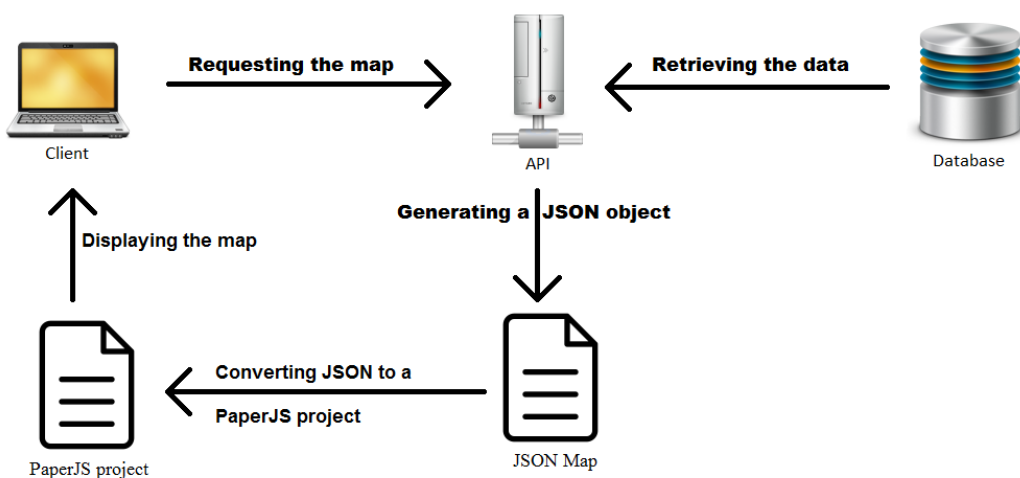 Requesting the map
Retrieving the data
Client
API
Database
Generating a JSON object
Displaying the map
Converting JSON to a
PaperJS project
JSON Map
PaperJS project